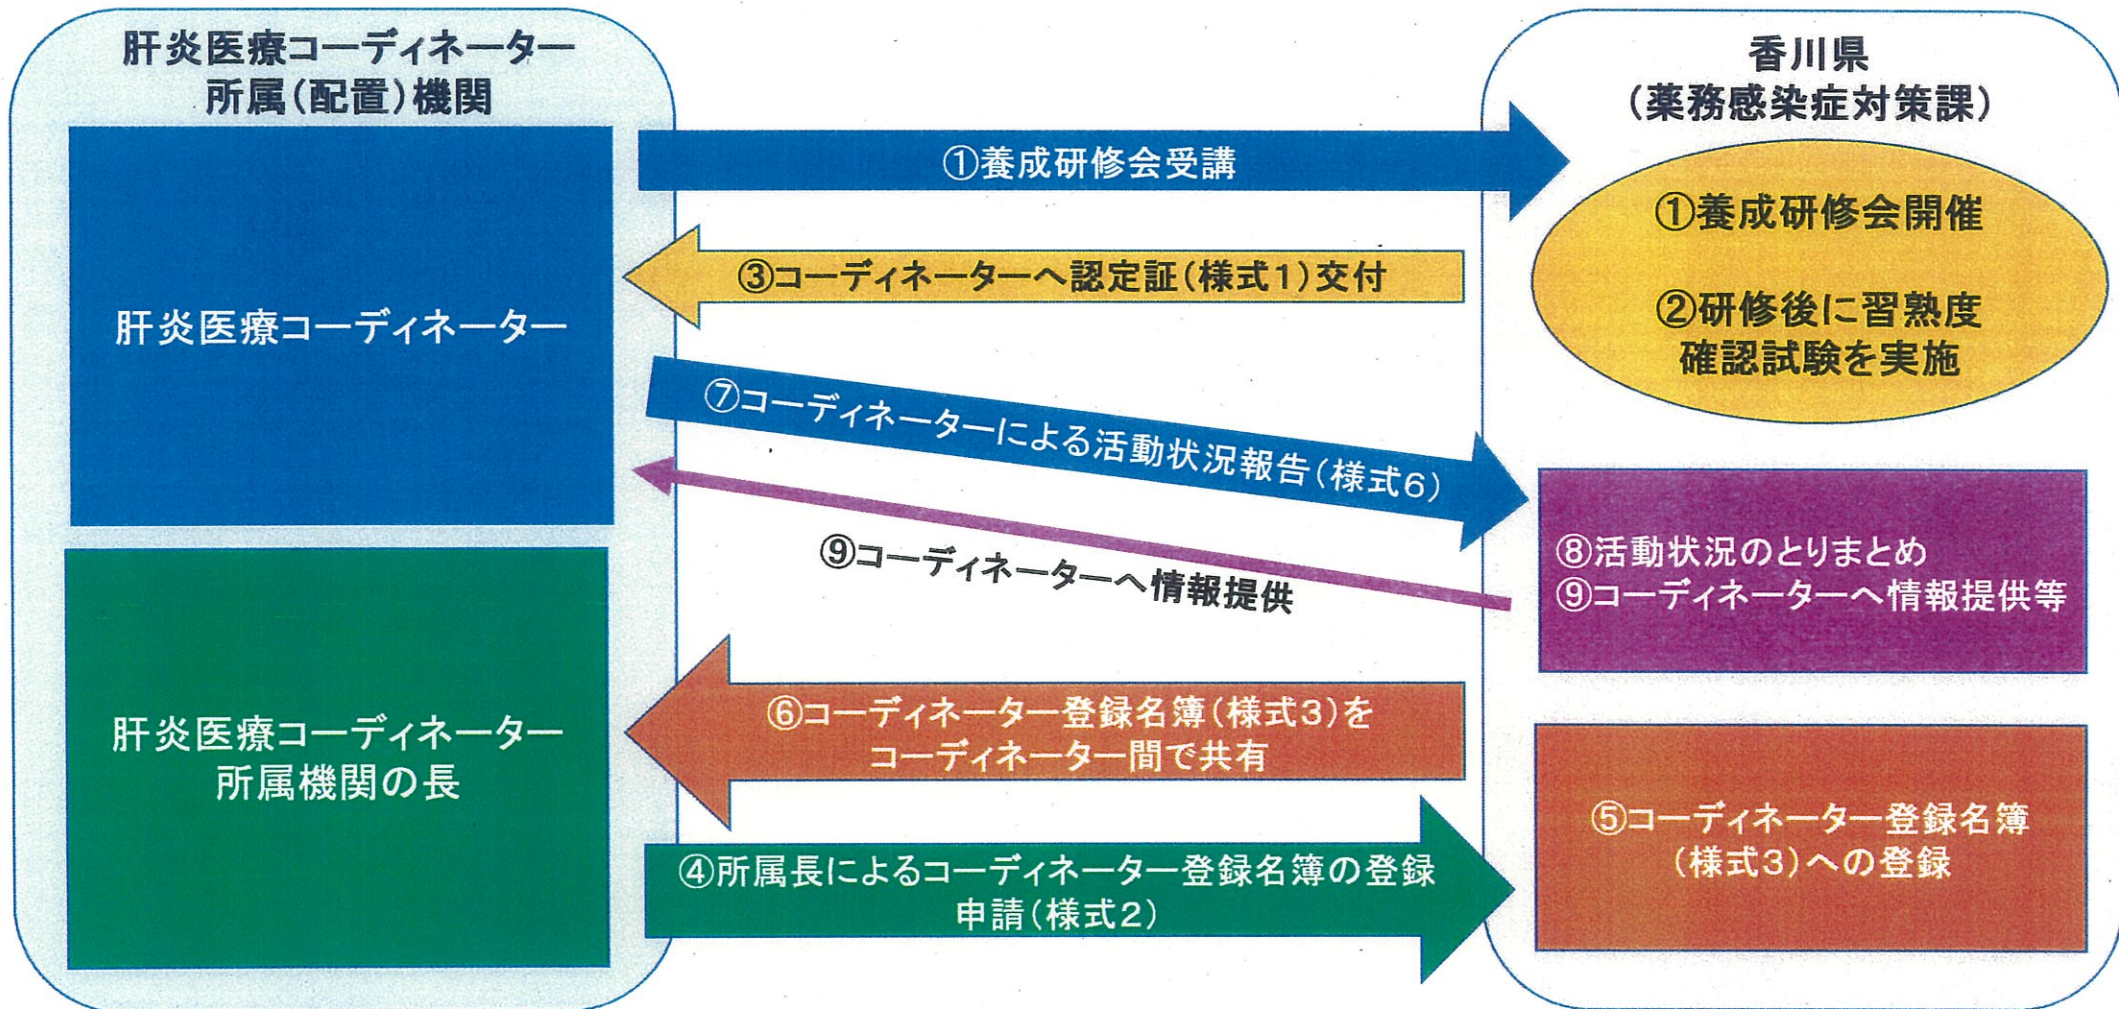 肝炎医療コーディネーター
所属(配置)機関
肝炎医療コーディネーター
肝炎医療コーディネーター
所属機関の長
①養成研修会受講
③コーディネーターへ認定証(様式1)交付
⑦コーディネーターによる活動状況報告(様式6)
⑨コーディネーターへ情報提供
⑥コーディネーター登録名簿(様式3)を
コーディネーター間で共有
④所属長によるコーディネーター登録名簿の登録
申請(様式2)
香川県
(薬務感染症対策課)
①養成研修会開催
②研修後に習熟度
確認試験を実施
⑧活動状況のとりまとめ
⑨コーディネーターへ情報提供等
⑤コーディネーター登録名簿
(様式3)への登録